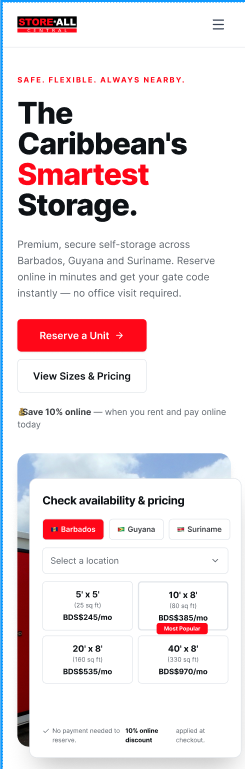 STORE-ALL
CENTRAL
SAFE. FLEXIBLE. ALWAYS NEARBY.
The
Caribbean's
Smartest
Storage.
Premium, secure self-storage across
Barbados, Guyana and Suriname. Reserve
online in minutes and get your gate code
instantly — no office visit required.
Reserve a Unit →
View Sizes & Pricing
💰Save 10% online — when you rent and pay online
today
Check availability & pricing
Barbados
Guyana
Suriname
Select a location
5' x 5'
(25 sq ft)
BDS$245/mo
10' x 8'
(80 sq ft)
BDS$385/mo
Most Popular
20' x 8'
(160 sq ft)
BDS$535/mo
40' x 8'
(330 sq ft)
BDS$970/mo
✓ No payment needed to reserve.
10% online discount
applied at checkout.